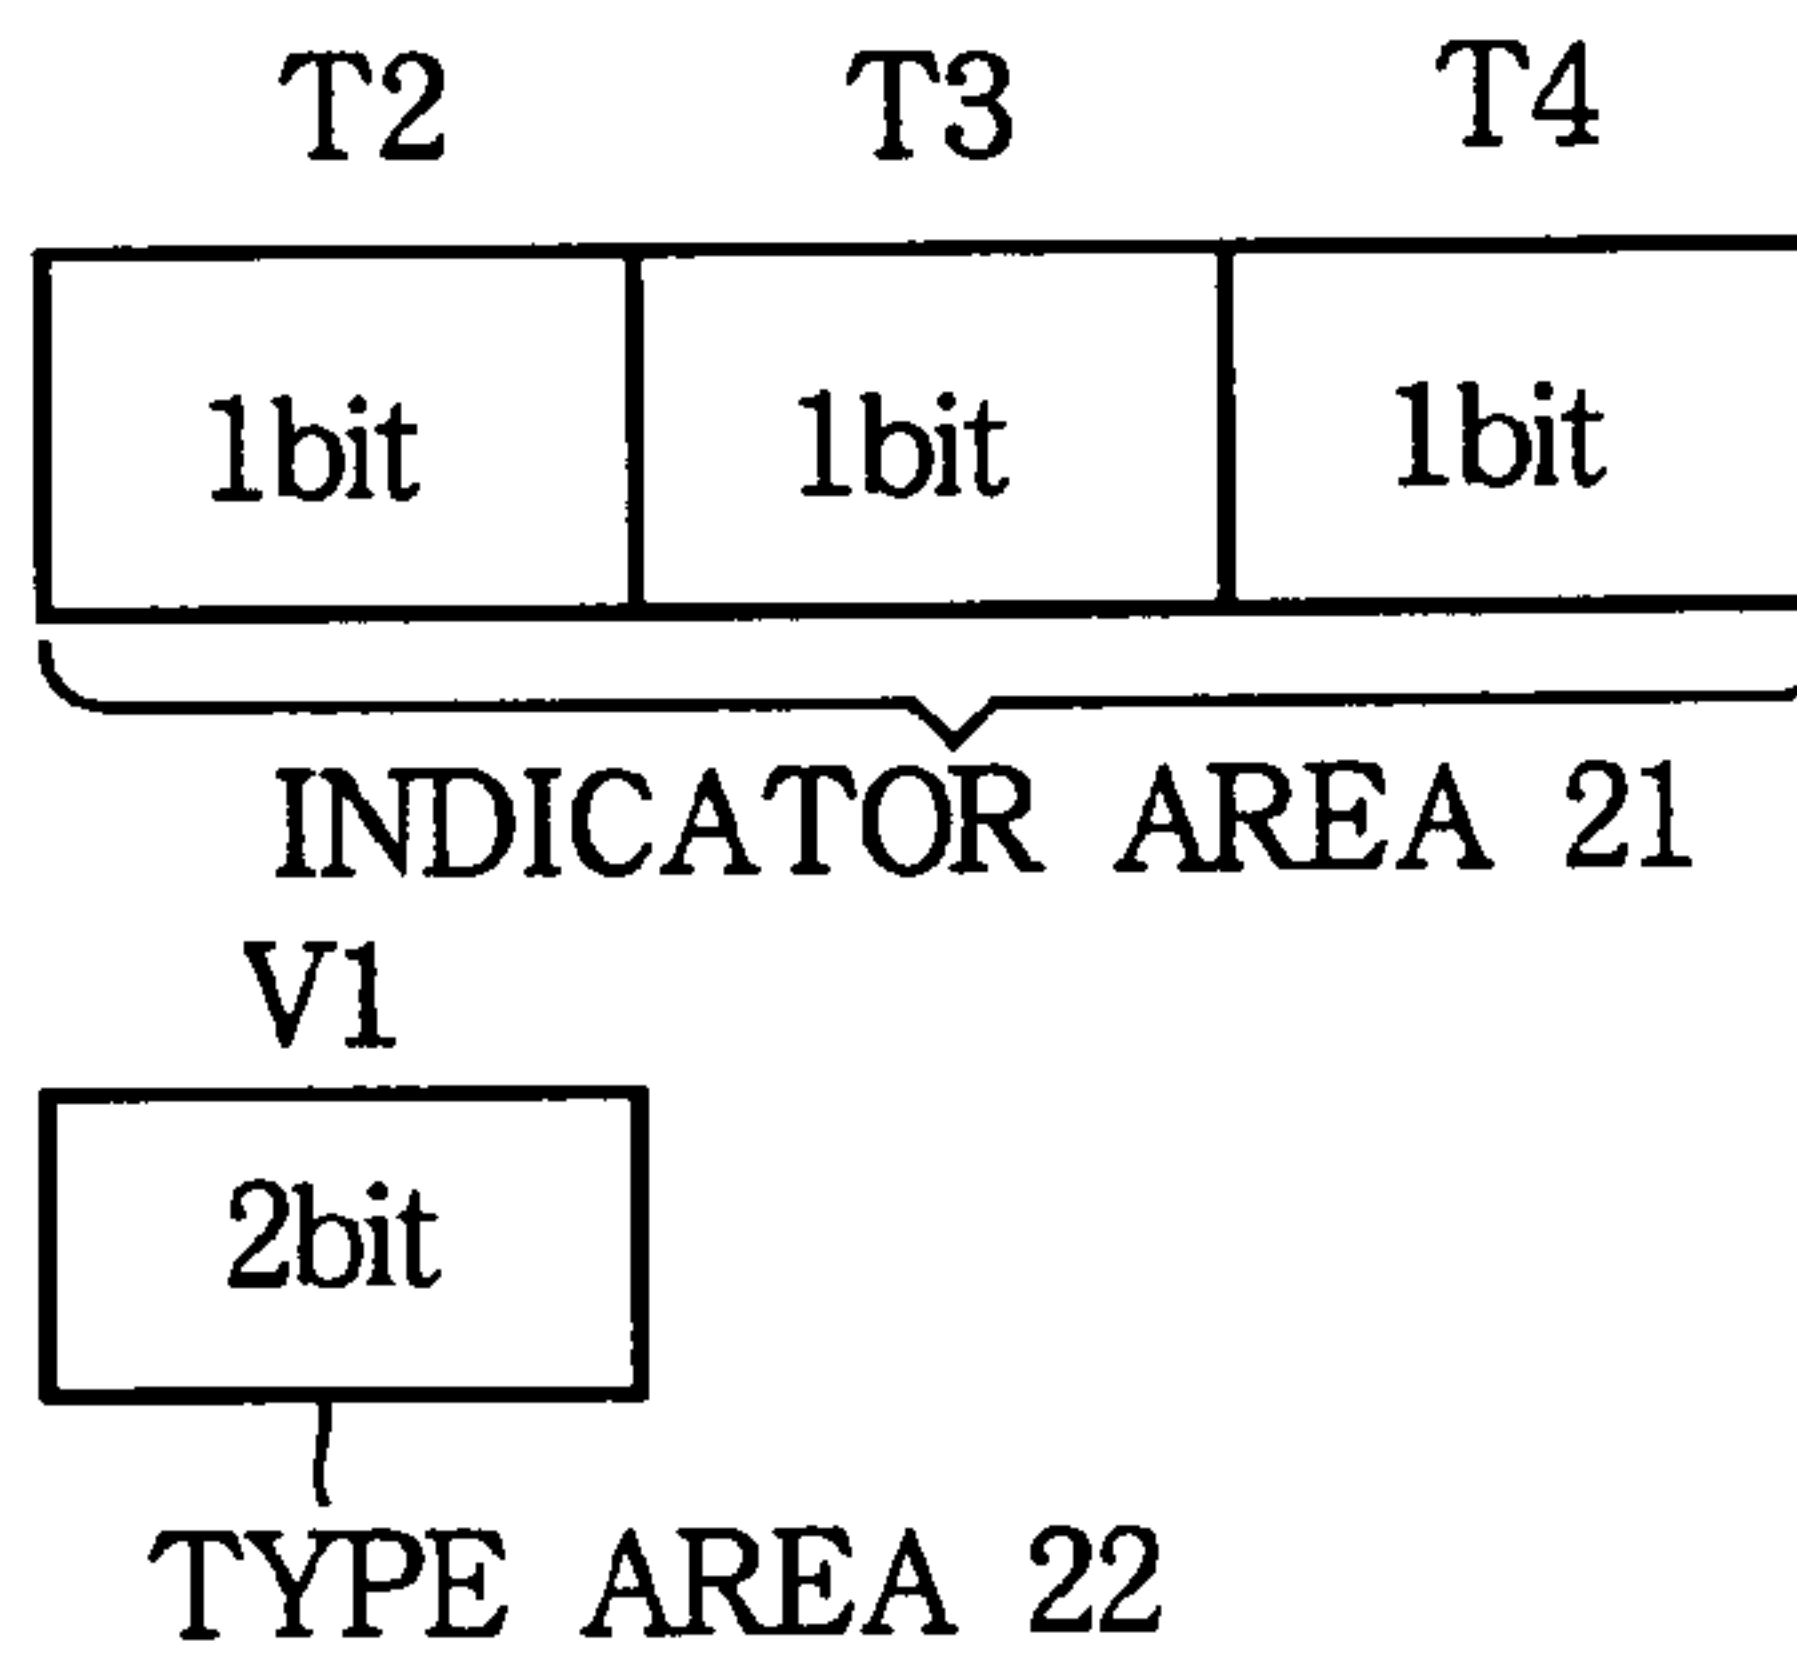 T2 T3 T4
1bit 1bit 1bit
INDICATOR AREA 21
V1
2bit
TYPE AREA 22